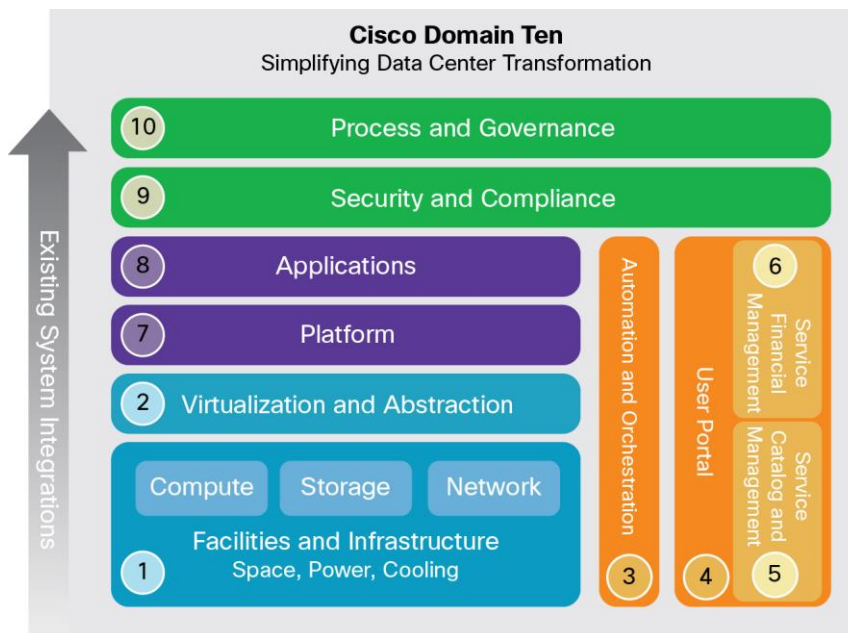 Cisco Domain Ten
Simplifying Data Center Transformation
10
Process and Governance
9
Security and Compliance
8
Applications
7
Platform
2
Virtualization and Abstraction
Compute
Storage
Network
Facilities and Infrastructure
Space, Power, Cooling
1
Automation and Orchestration
3
User Portal
4
6
Service
Financial
Management
Service
Catalog and
Management
5
Existing System Integrations